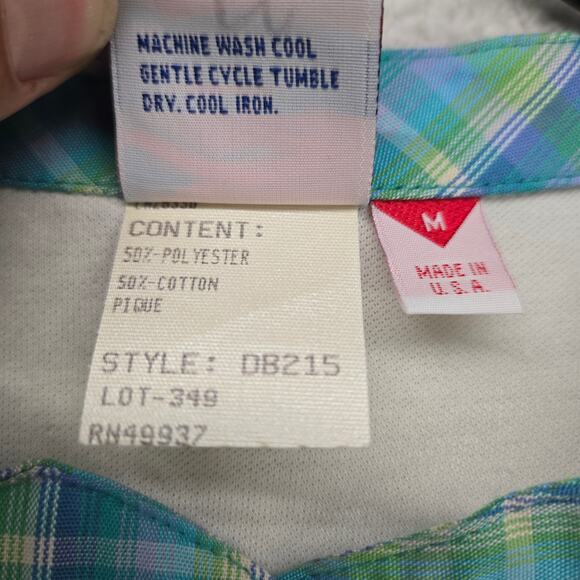 MACHINE WASH COOL
GENTLE CYCLE TUMBLE
DRY. COOL IRON.
CONTENT:
50%-POLYESTER
50%-COTTON
PIQUE
STYLE: DB215
LOT-349
RN49937
M
MADE IN
U.S.A.